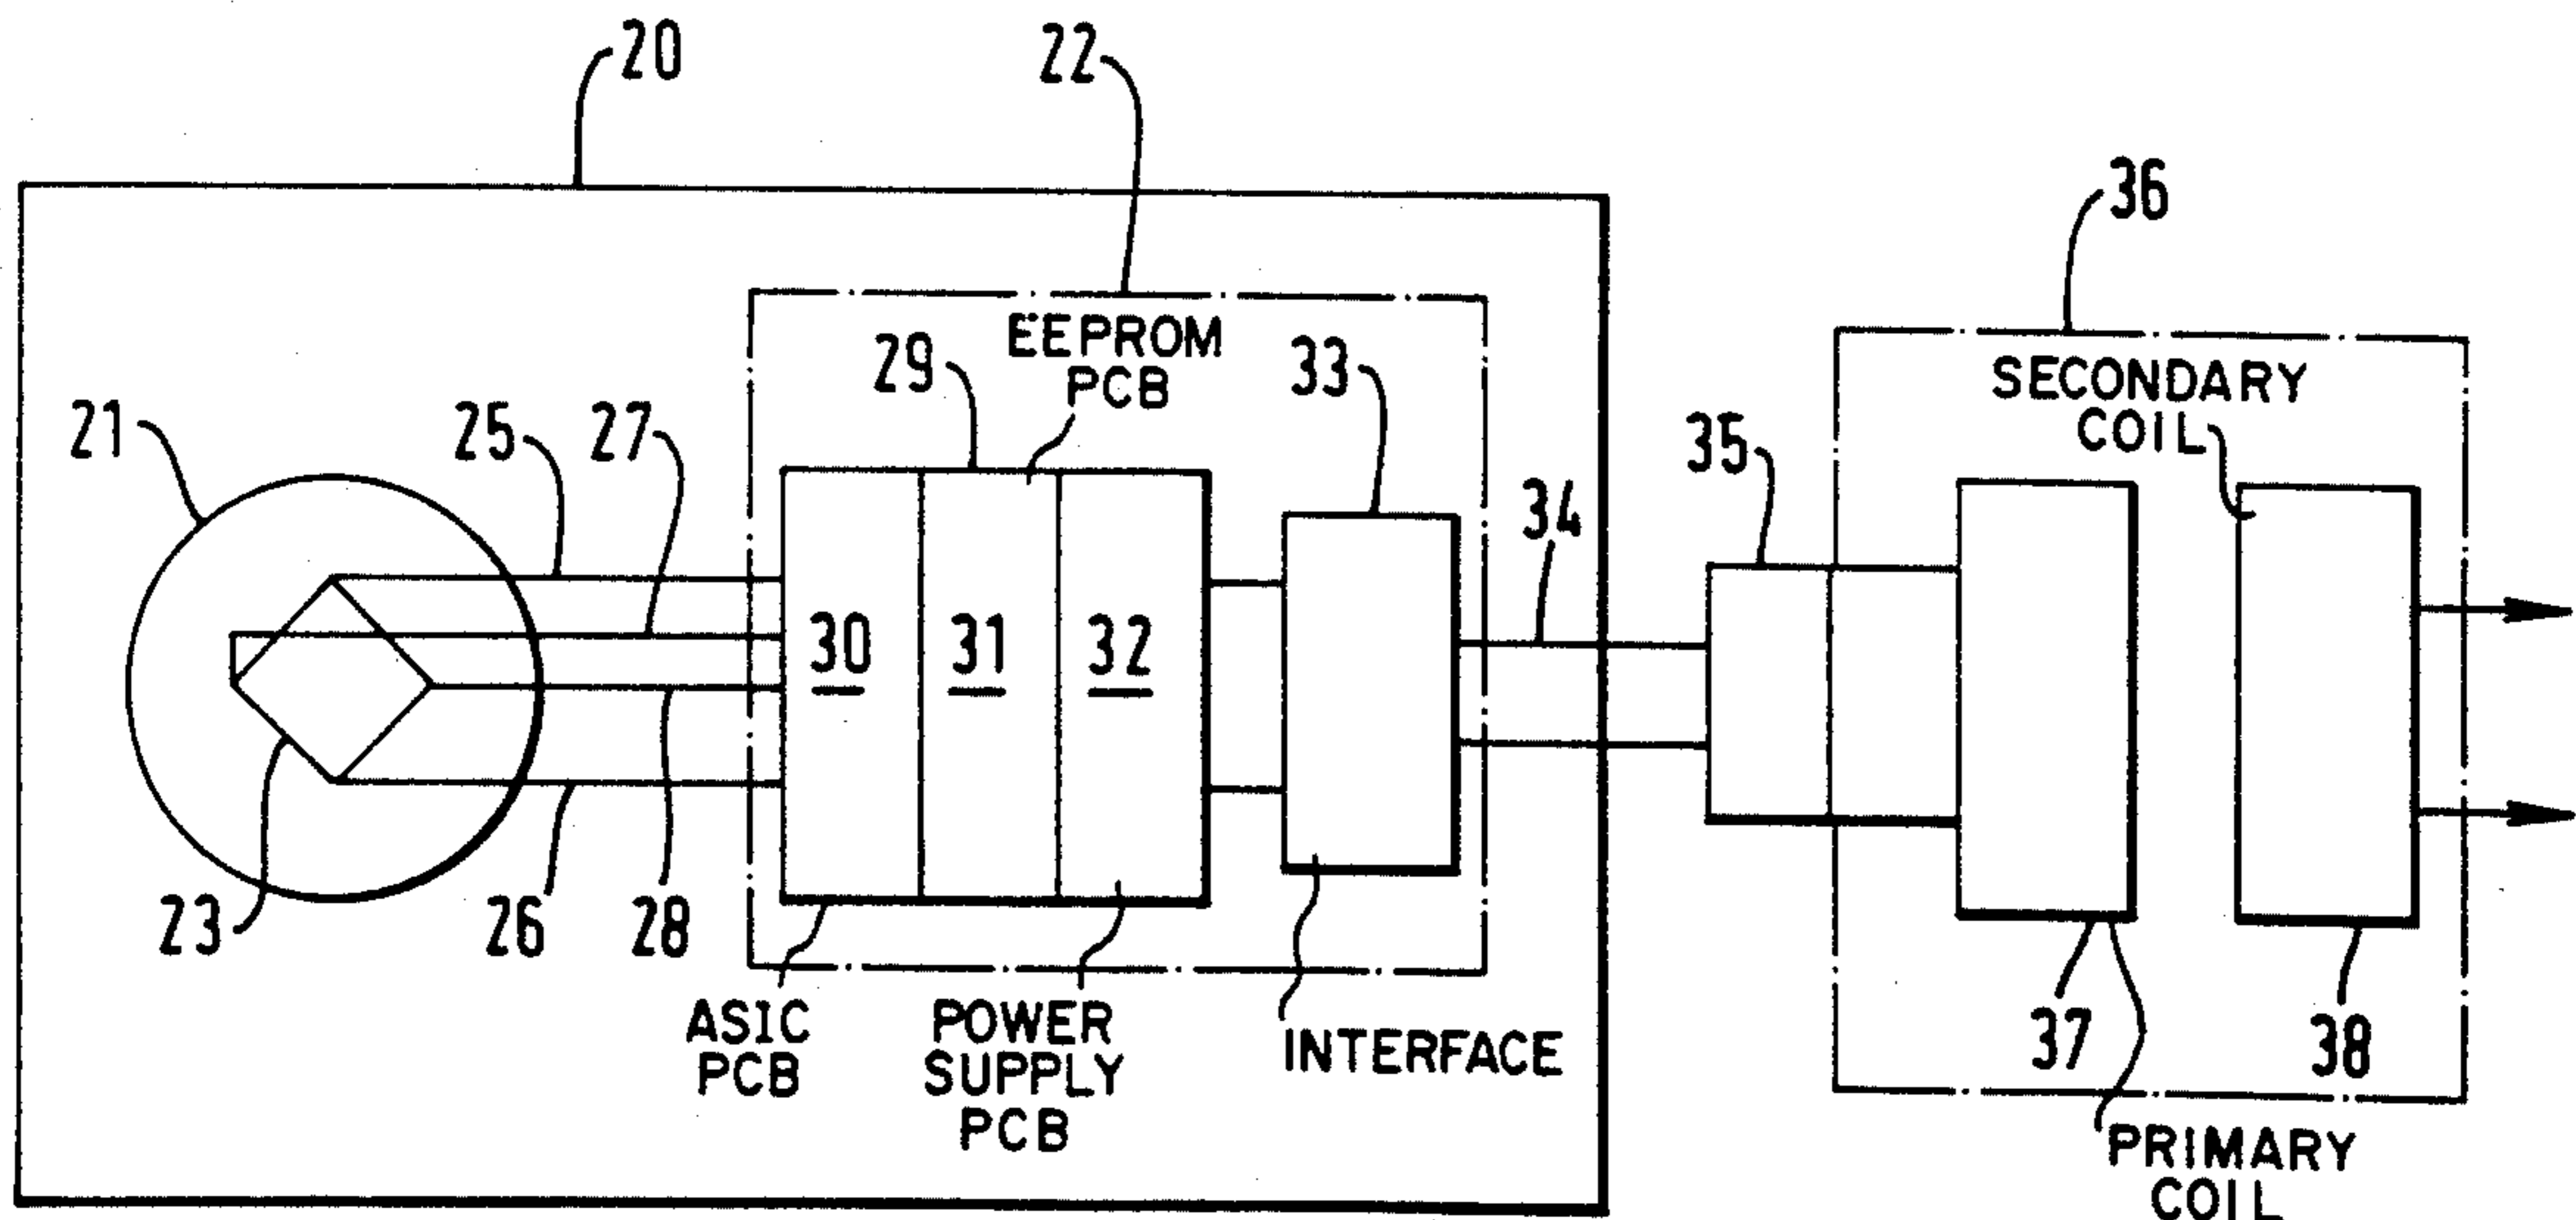 20
22
36
EEPROM
PCB
29
33
SECONDARY
COIL
21
25
27
35
34
30
31
32
23
26
28
ASIC
PCB
POWER
SUPPLY
PCB
INTERFACE
37
38
PRIMARY
COIL